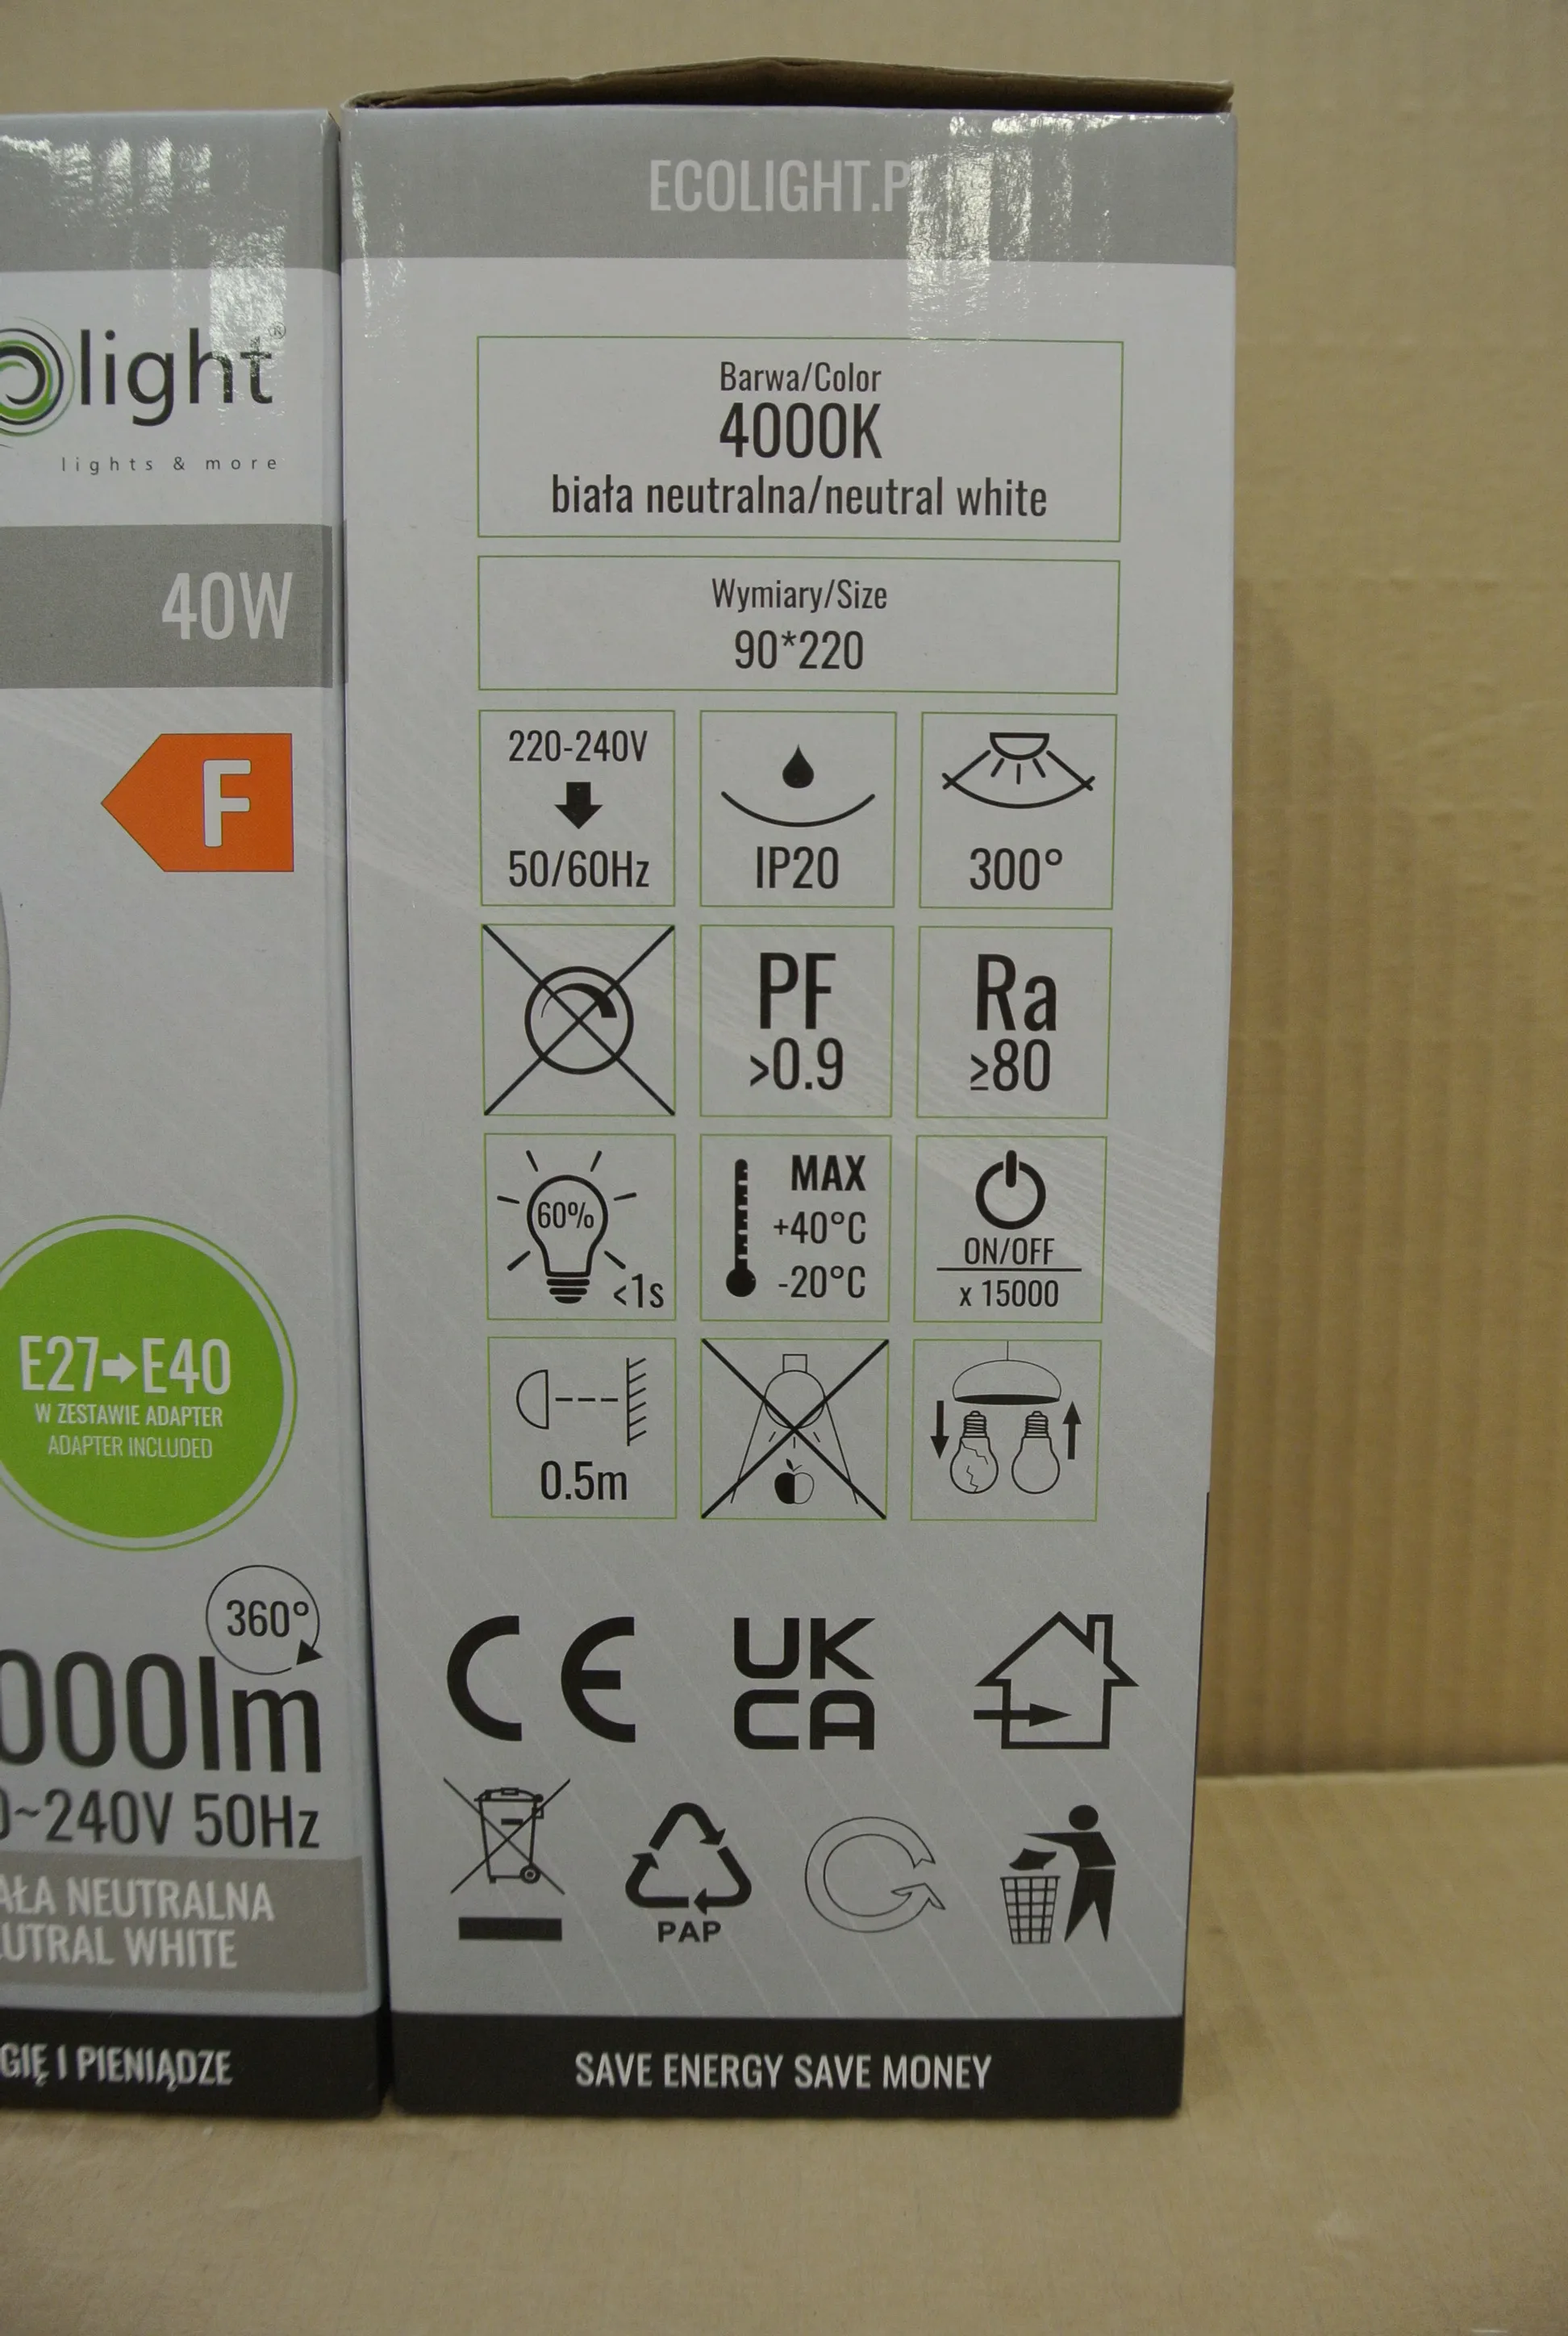 light®
lights & more
40W
F
E27➡E40
W ZESTAWIE ADAPTER
ADAPTER INCLUDED
360°
000lm
~240V 50Hz
NEUTRALNA
WHITE
I PIENIĄDZE
ECOLIGHT.PL
Barwa/Color
4000K
biała neutralna/neutral white
Wymiary/Size
90*220
220-240V
50/60Hz
IP20
300°
PF
>0.9
Ra
≥80
60%
<1s
MAX
+40°C
-20°C
ON/OFF
x 15000
0.5m
CE
UK
CA
PAP
SAVE ENERGY SAVE MONEY